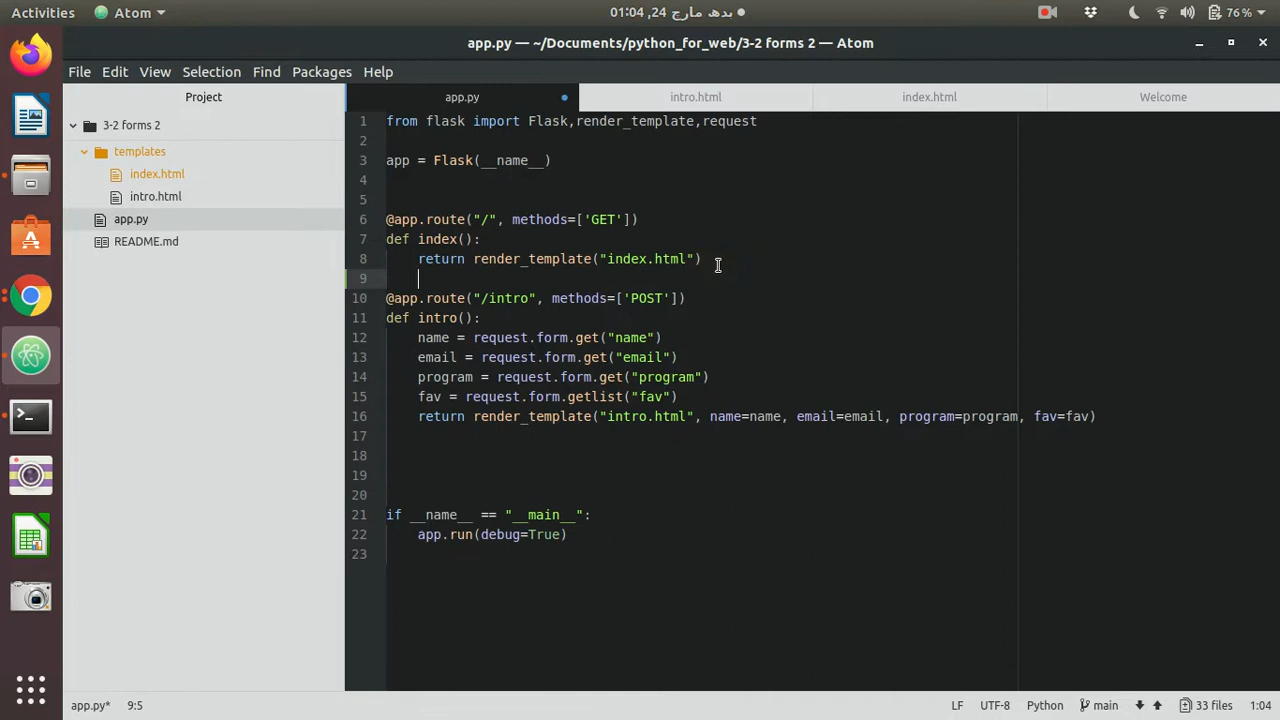 Activities
Atom
بدھ مارچ 24, 01:04
76 %
app.py — ~/Documents/python_for_web/3-2 forms 2 — Atom
File Edit View Selection Find Packages Help
Project
3-2 forms 2
templates
index.html
intro.html
app.py
README.md
app.py
intro.html
index.html
Welcome
1 from flask import Flask,render_template,request
2
3 app = Flask(__name__)
4
5
6 @app.route("/", methods=['GET'])
7 def index():
8     return render_template("index.html")
9
10 @app.route("/intro", methods=['POST'])
11 def intro():
12     name = request.form.get("name")
13     email = request.form.get("email")
14     program = request.form.get("program")
15     fav = request.form.getlist("fav")
16     return render_template("intro.html", name=name, email=email, program=program, fav=fav)
17
18
19
20
21 if __name__ == "__main__":
22     app.run(debug=True)
23
app.py* 9:5
LF UTF-8 Python main 33 files 1:04